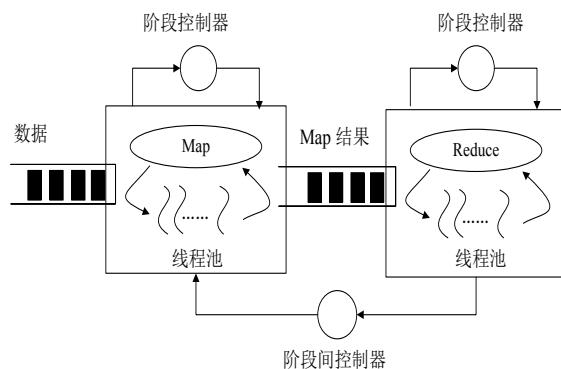 阶段控制器
阶段控制器
数据
Map
Map 结果
Reduce
......
......
线程池
线程池
阶段间控制器